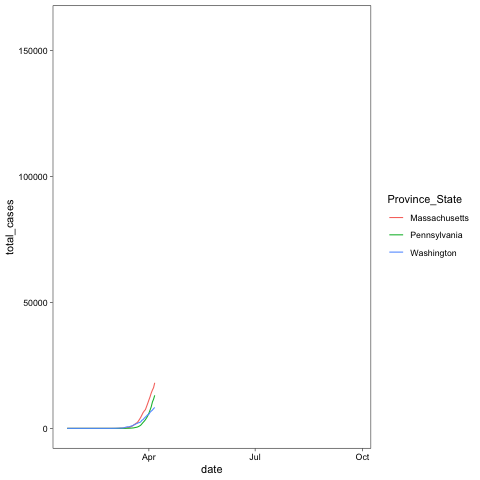 150000
100000
50000
0
total_cases
Apr
Jul
Oct
date
Province_State
Massachusetts
Pennsylvania
Washington